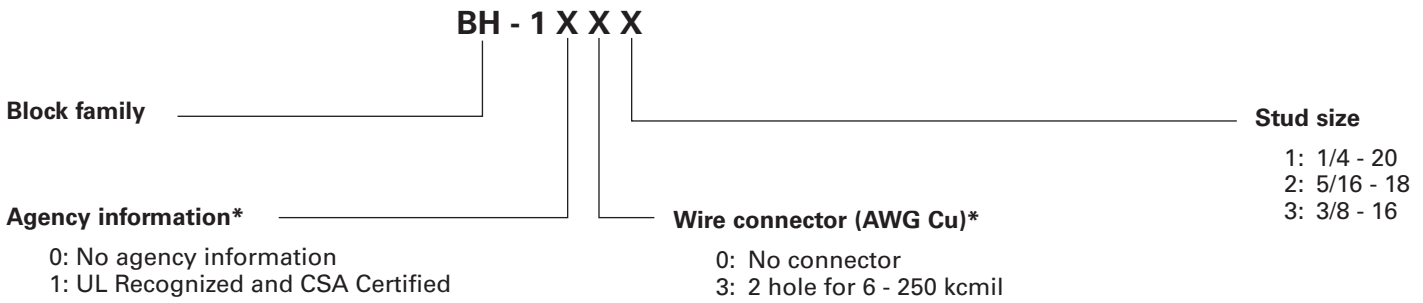 BH - 1 X X X
Block family
Agency information*
0: No agency information
1: UL Recognized and CSA Certified
Wire connector (AWG Cu)*
0: No connector
3: 2 hole for 6 - 250 kcmil
Stud size
1: 1/4 - 20
2: 5/16 - 18
3: 3/8 - 16